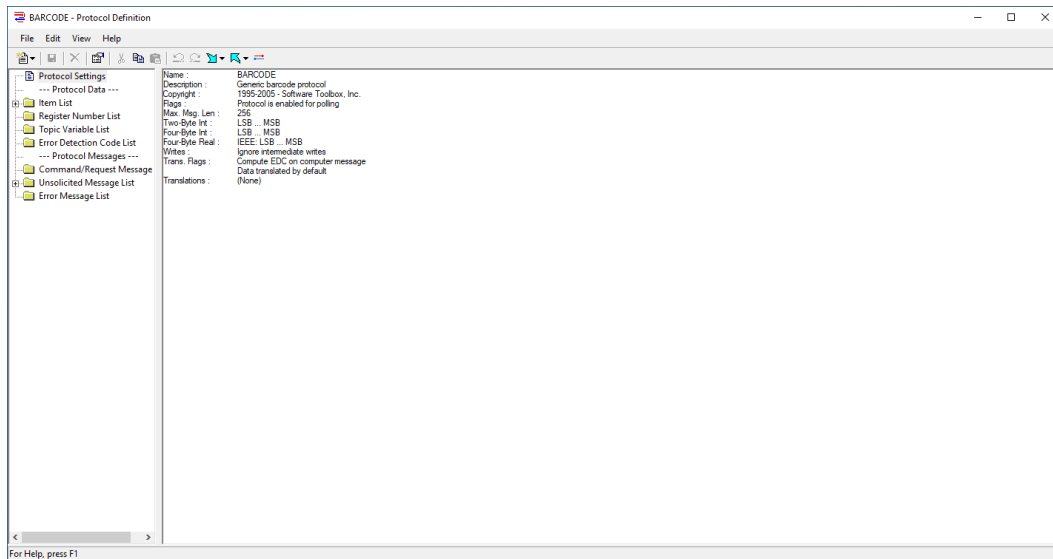 BARCODE - Protocol Definition
File Edit View Help
Protocol Settings
--- Protocol Data ---
Item List
Register Number List
Topic Variable List
Error Detection Code List
--- Protocol Messages ---
Command/Request Message
Unsolicited Message List
Error Message List
Name : BARCODE
Description : Generic barcode protocol
Copyright : 1995-2005 - Software Toolbox, Inc.
Flags : Protocol is enabled for polling
Max. Msg. Len : 256
Two-Byte Int : LSB ... MSB
Four-Byte Int : LSB ... MSB
Four-Byte Real : IEEE: LSB ... MSB
Writes : Ignore intermediate writes
Trans. Flags : Compute EDC on computer message
Data translated by default
Translations : (None)
For Help, press F1